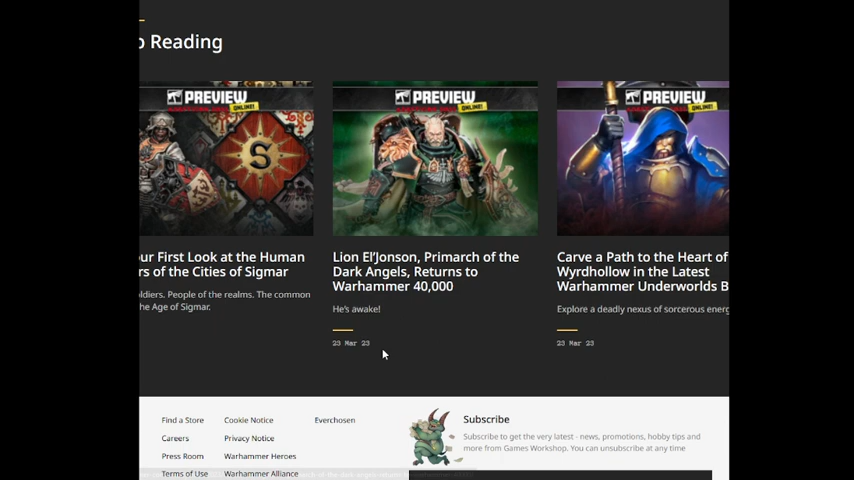 Reading
PREVIEW
ONLINE!
PREVIEW
ONLINE!
PREVIEW
ONLINE!
S
our First Look at the Human
rs of the Cities of Sigmar
ldiers. People of the realms. The common
he Age of Sigmar.
Lion El'Jonson, Primarch of the
Dark Angels, Returns to
Warhammer 40,000
He's awake!
23 Mar 23
Carve a Path to the Heart of
Wyrdhollow in the Latest
Warhammer Underworlds B
Explore a deadly nexus of sorcerous energ
23 Mar 23
Find a Store
Careers
Press Room
Terms of Use
Cookie Notice
Privacy Notice
Warhammer Heroes
Warhammer Alliance
Everchosen
Subscribe
Subscribe to get the very latest - news, promotions, hobby tips and
more from Games Workshop. You can unsubscribe at any time